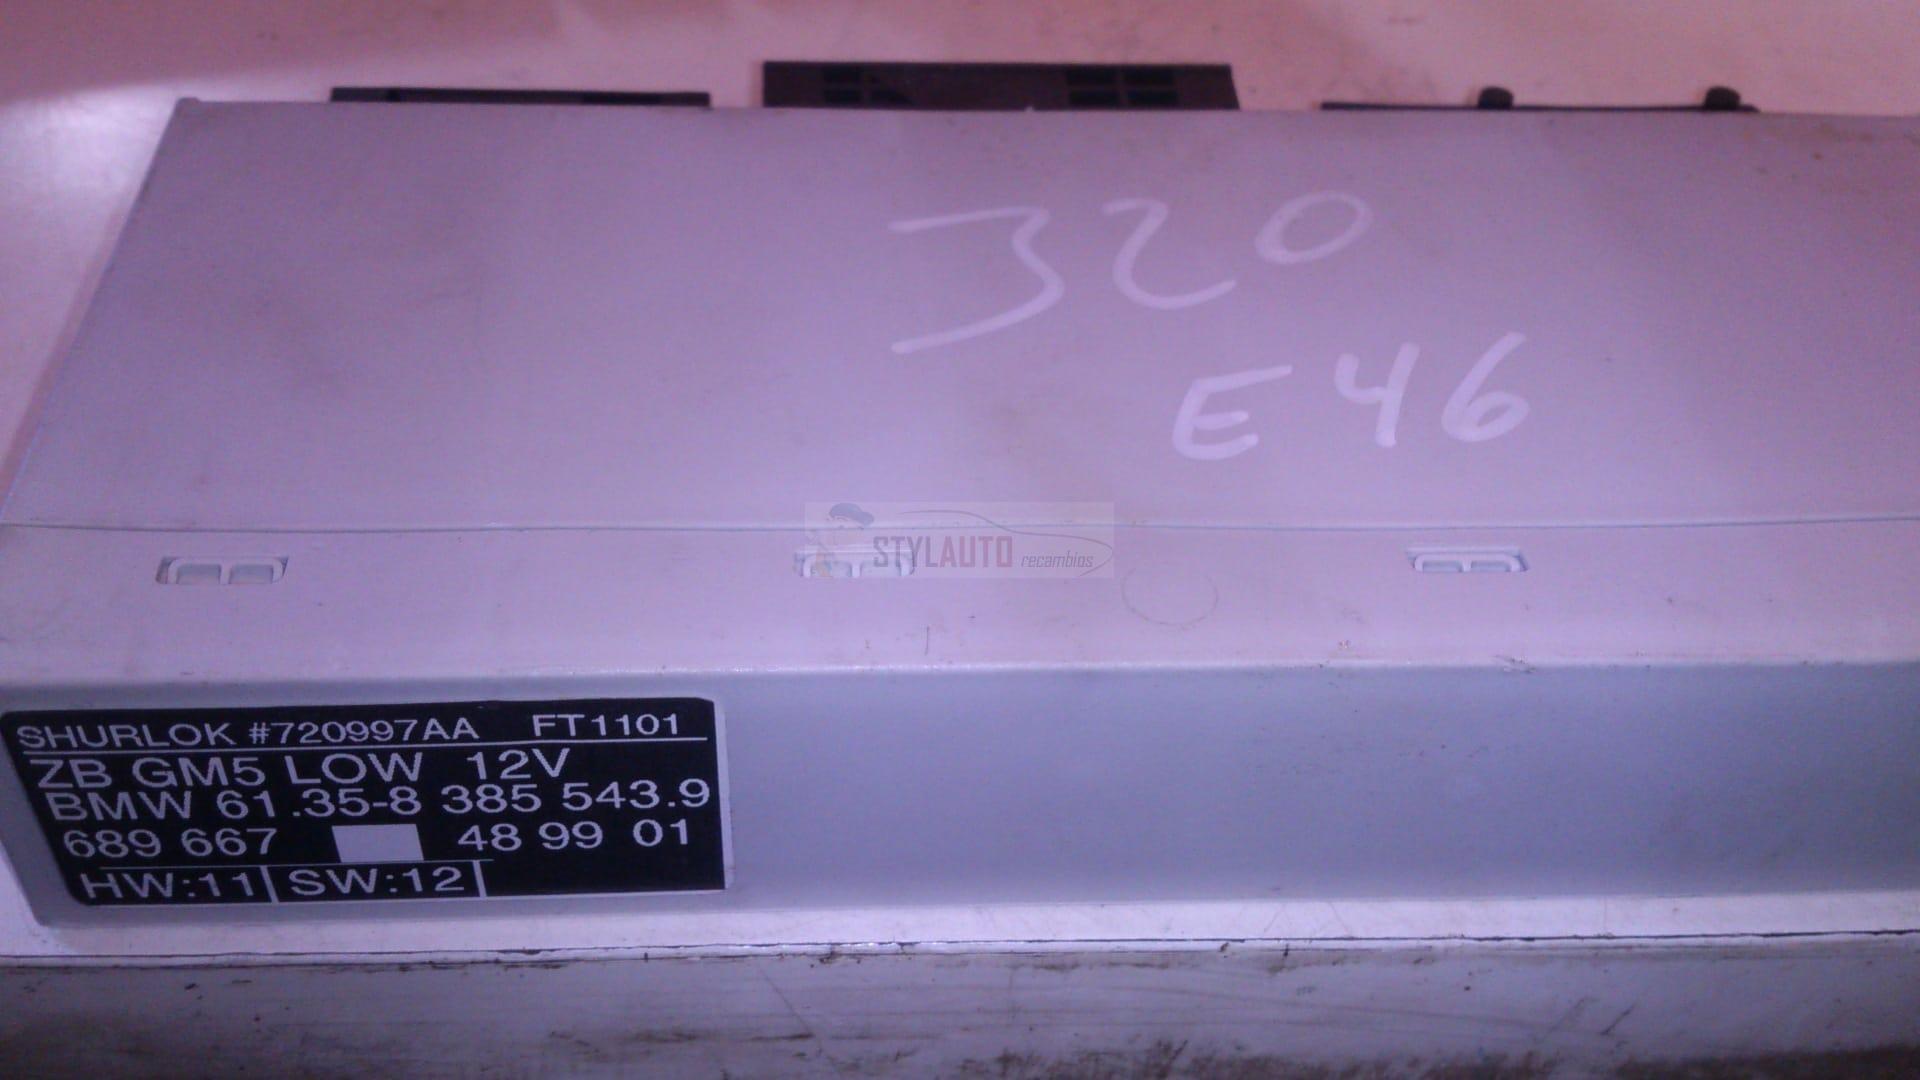 320
E46
STYLAUTO recambios
SHURLOK #720997AA FT1101
ZB GM5 LOW 12V
BMW 61.35-8 385 543.9
689 667 48 99 01
HW:11 SW:12